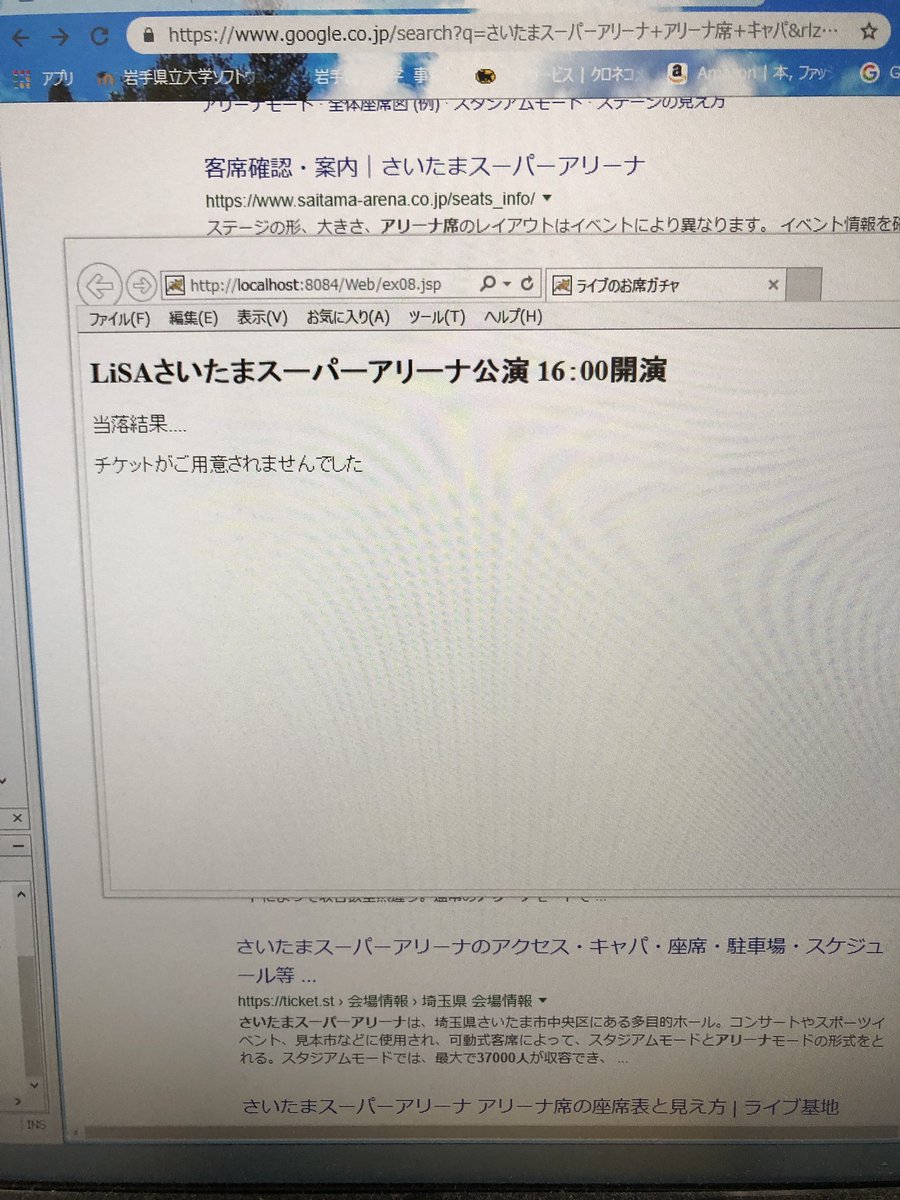 https://www.google.co.jp/search?q=さいたまスーパーアリーナ+アリーナ席+キャパ&rlz…
アプリ 岩手県立大学ソフトウ 岩手 学 事 ービス | クロネコ Amazon | 本, ファッ G
アリーナモード · 全体座席図 (例) · スタジアムモード · ステージの見え方
客席確認・案内｜さいたまスーパーアリーナ
https://www.saitama-arena.co.jp/seats_info/ ▼
ステージの形、大きさ、アリーナ席のレイアウトはイベントにより異なります。 イベント情報を確
http://localhost:8084/Web/ex08.jsp
ライブのお席ガチャ ×
ファイル(F) 編集(E) 表示(V) お気に入り(A) ツール(T) ヘルプ(H)
LiSAさいたまスーパーアリーナ公演 16:00開演
当落結果....
チケットがご用意されませんでした
さいたまスーパーアリーナのアクセス・キャパ・座席・駐車場・スケジュ
ール等 ...
https://ticket.st › 会場情報 › 埼玉県 会場情報 ▼
さいたまスーパーアリーナは、埼玉県さいたま市中央区にある多目的ホール。コンサートやスポーツイ
ベント、見本市などに使用され、可動式客席によって、スタジアムモードとアリーナモードの形式をと
れる。スタジアムモードでは、最大で37000人が収容でき、 ...
さいたまスーパーアリーナ アリーナ席の座席表と見え方 | ライブ基地
INS